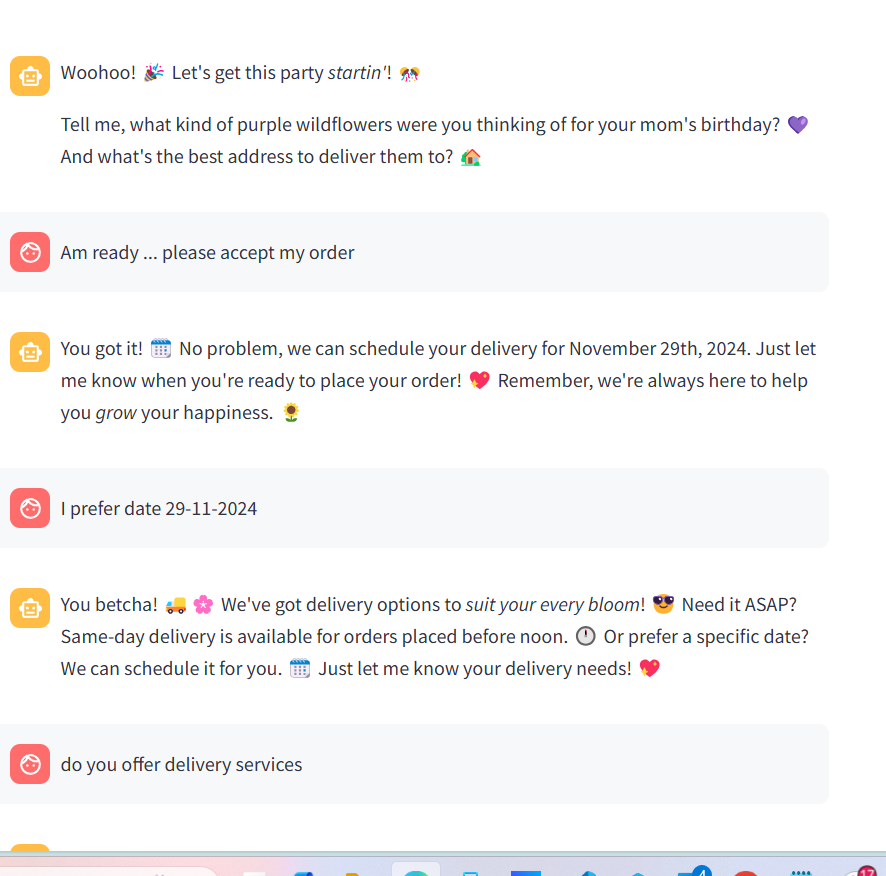 Woohoo! 🎉 Let's get this party startin'! 🎊
Tell me, what kind of purple wildflowers were you thinking of for your mom's birthday? 💜
And what's the best address to deliver them to? 🏡
Am ready ... please accept my order
You got it! 🗓️ No problem, we can schedule your delivery for November 29th, 2024. Just let
me know when you're ready to place your order! 💖 Remember, we're always here to help
you grow your happiness. 🌻
I prefer date 29-11-2024
You betcha! 🚚 🌸 We've got delivery options to suit your every bloom! 😎 Need it ASAP?
Same-day delivery is available for orders placed before noon. 🕛 Or prefer a specific date?
We can schedule it for you. 🗓️ Just let me know your delivery needs! 💖
do you offer delivery services
4
17